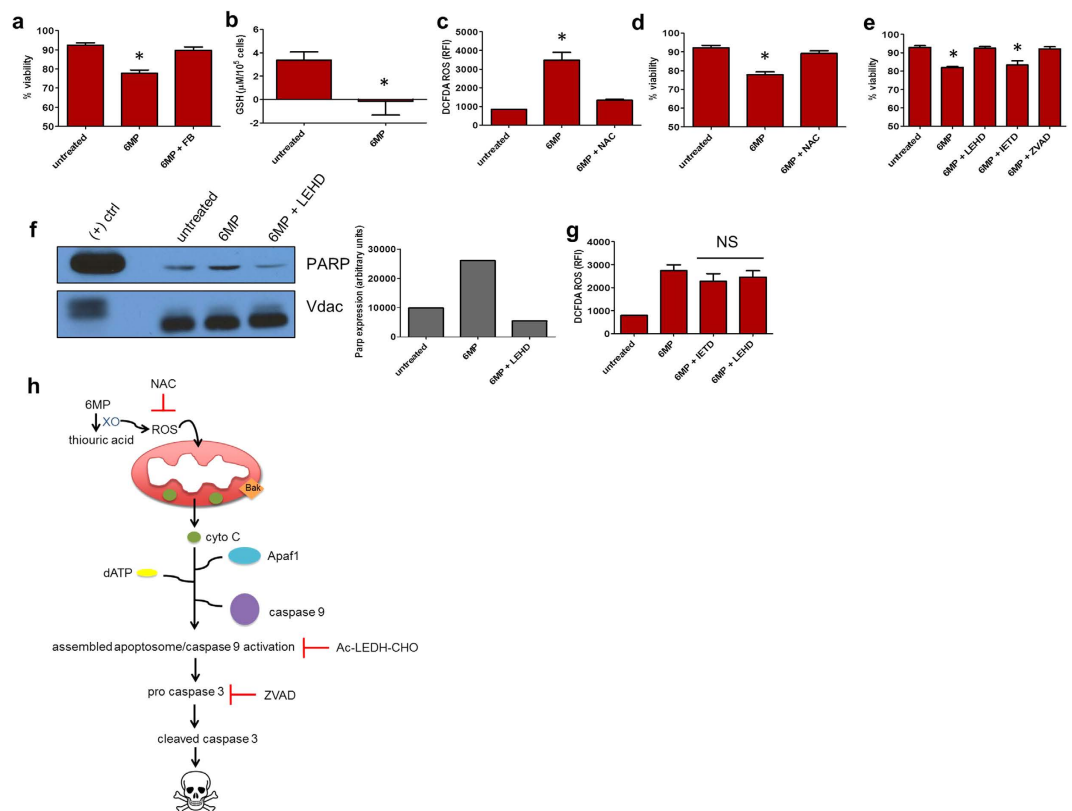 a
% viability
100
90
80
70
60
50
*
untreated
6MP
6MP + FB
b
GSH (μM/10⁵ cells)
6
4
2
0
-2
*
untreated
6MP
c
DCFDA ROS (RFI)
5000
4000
3000
2000
1000
0
*
untreated
6MP
6MP + NAC
d
% viability
100
90
80
70
60
50
*
untreated
6MP
6MP + NAC
e
% viability
100
90
80
70
60
50
*
*
untreated
6MP
6MP + LEHD
6MP + IETD
6MP + ZVAD
f
(+) ctrl
untreated
6MP
6MP + LEHD
PARP
Vdac
Parp expression (arbitrary units)
30000
20000
10000
0
untreated
6MP
6MP + LEHD
g
DCFDA ROS (RFI)
4000
3000
2000
1000
0
NS
untreated
6MP
6MP + IETD
6MP + LEHD
h
NAC
6MP
XO
ROS
thiouric acid
Bak
cyto C
Apaf1
dATP
caspase 9
assembled apoptosome/caspase 9 activation
Ac-LEDH-CHO
pro caspase 3
ZVAD
cleaved caspase 3